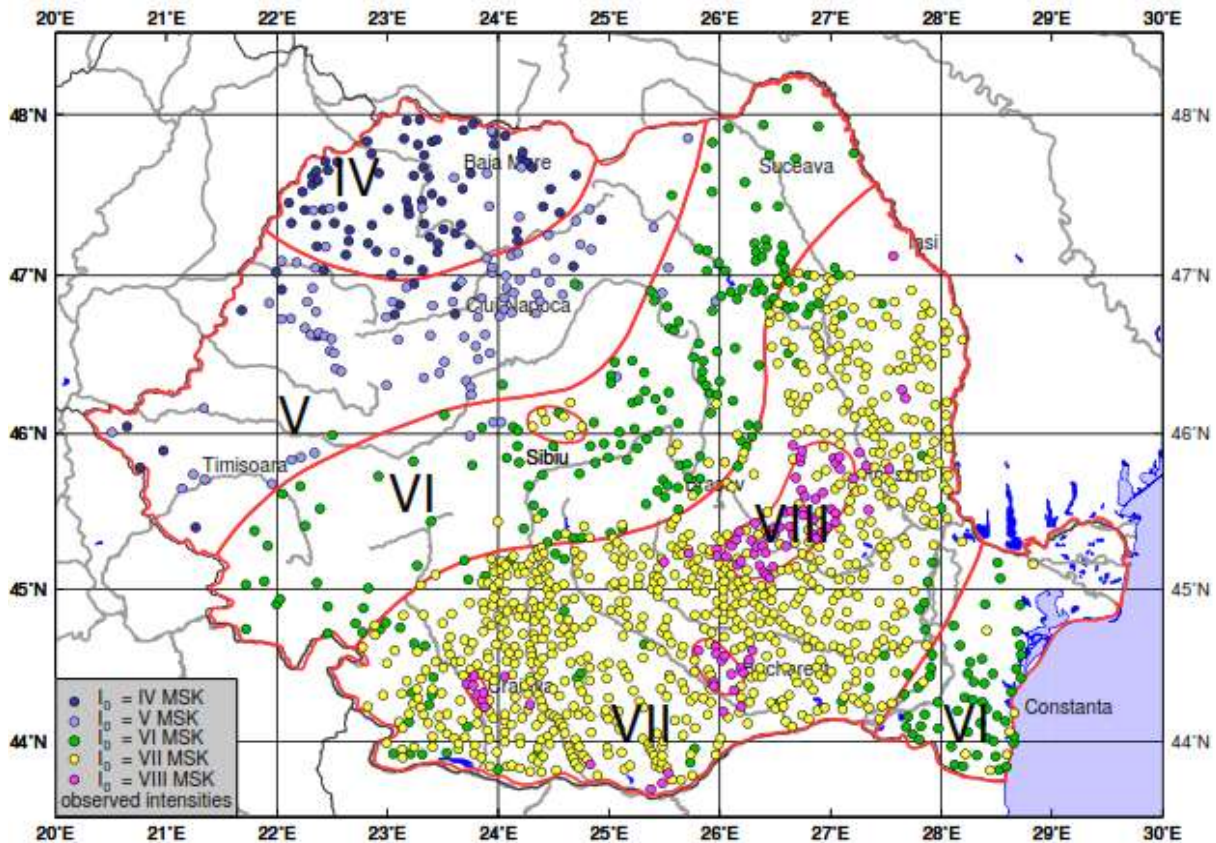 20°E 21°E 22°E 23°E 24°E 25°E 26°E 27°E 28°E 29°E 30°E
48°N 48°N
Baia Mare
Suceava
IV
Iasi
47°N 47°N
Cluj Napoca
V
46°N 46°N
Timisoara
Sibiu
VI
VIII
45°N 45°N
Constanta
VII
VI
44°N 44°N
I₀ = IV MSK
I₀ = V MSK
I₀ = VI MSK
I₀ = VII MSK
I₀ = VIII MSK
observed intensities
20°E 21°E 22°E 23°E 24°E 25°E 26°E 27°E 28°E 29°E 30°E